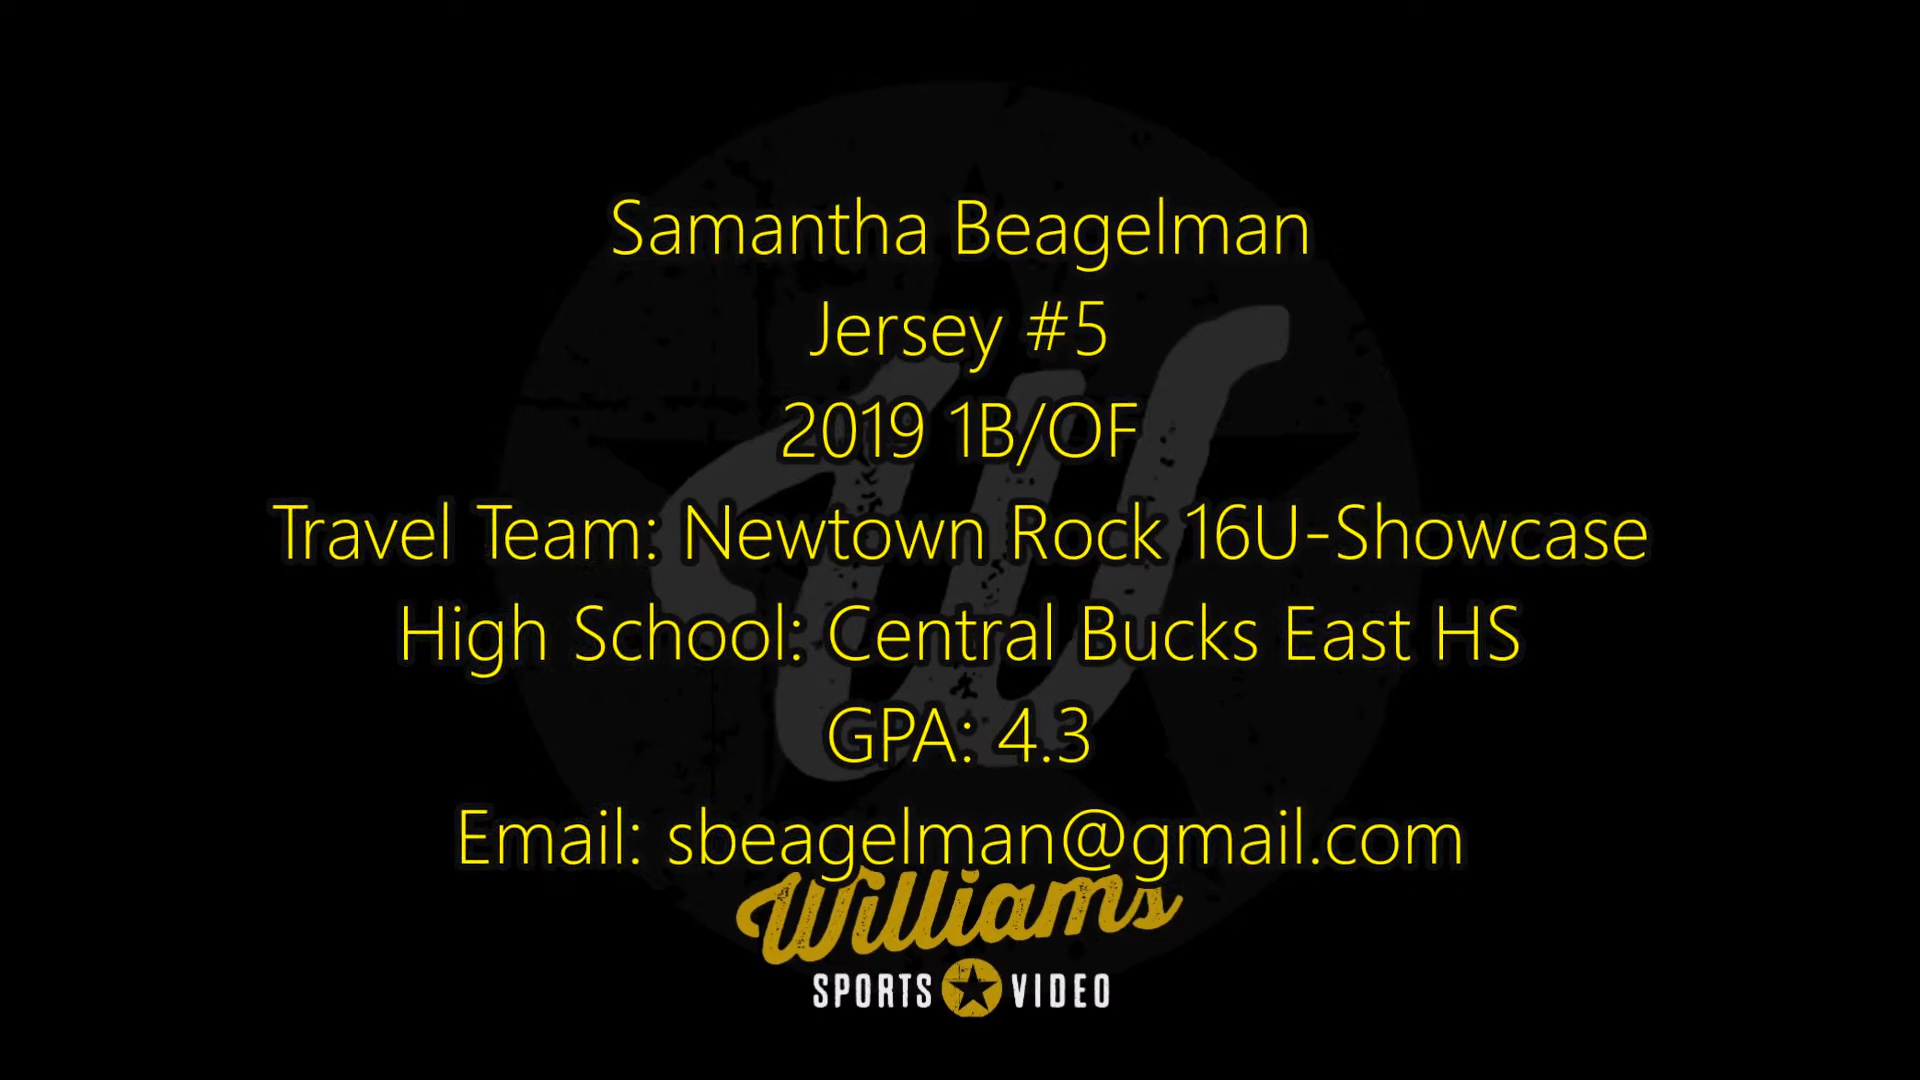 Samantha Beagelman
Jersey #5
2019 1B/OF
Travel Team: Newtown Rock 16U-Showcase
High School: Central Bucks East HS
GPA: 4.3
Email: sbeagelman@gmail.com
Williams
SPORTS VIDEO